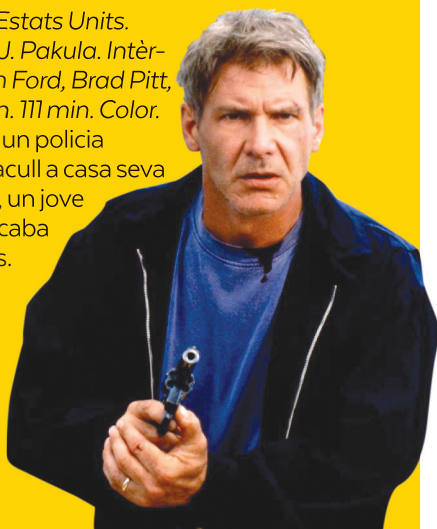 Estats Units.
J. Pakula. Intèr-
n Ford, Brad Pitt,
n. 111 min. Color.
un policia
acull a casa seva
, un jove
caba
s.